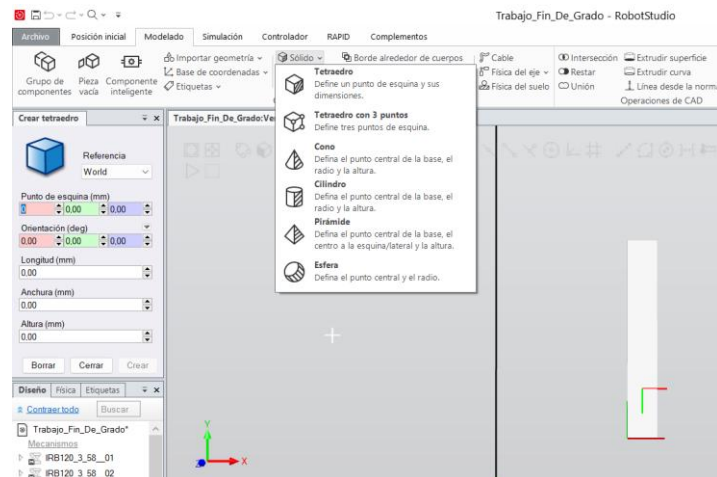 Trabajo_Fin_De_Grado - RobotStudio
Archivo Posición inicial Modelado Simulación Controlador RAPID Complementos
Grupo de componentes
Pieza vacía
Componente inteligente
Importar geometría
Base de coordenadas
Etiquetas
Sólido
Borde alrededor de cuerpos
Cable
Física del eje
Física del suelo
Intersección
Restar
Unión
Extrudir superficie
Extrudir curva
Línea desde la norma
Operaciones de CAD
Tetraedro
Define un punto de esquina y sus
dimensiones.
Tetraedro con 3 puntos
Define tres puntos de esquina.
Cono
Defina el punto central de la base, el
radio y la altura.
Cilindro
Defina el punto central de la base, el
radio y la altura.
Pirámide
Defina el punto central de la base, el
centro a la esquina/lateral y la altura.
Esfera
Defina el punto central y el radio.
Crear tetraedro
Trabajo_Fin_De_Grado:Ve
Referencia
World
Punto de esquina (mm)
0 0,00 0,00
Orientación (deg)
0.00 0,00 0,00
Longitud (mm)
0.00
Anchura (mm)
0.00
Altura (mm)
0.00
Borrar Cerrar Crear
Diseño Física Etiquetas
Contraer todo Buscar
Trabajo_Fin_De_Grado*
Mecanismos
IRB120_3_58__01
IRB120_3_58_02
Y
Z
X